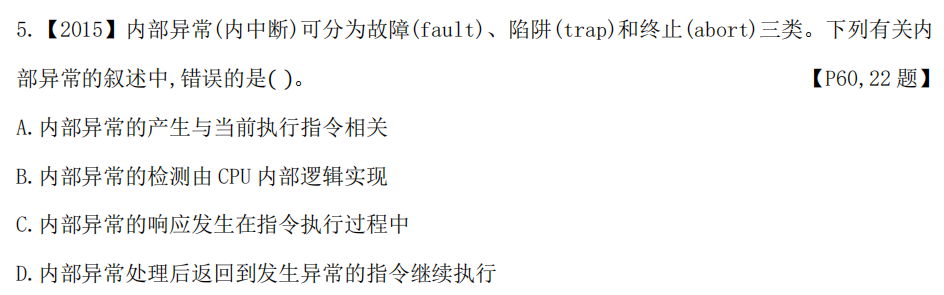 5.【2015】内部异常(内中断)可分为故障(fault)、陷阱(trap)和终止(abort)三类。下列有关内
部异常的叙述中,错误的是( )。 【P60,22 题】
A.内部异常的产生与当前执行指令相关
B.内部异常的检测由 CPU 内部逻辑实现
C.内部异常的响应发生在指令执行过程中
D.内部异常处理后返回到发生异常的指令继续执行